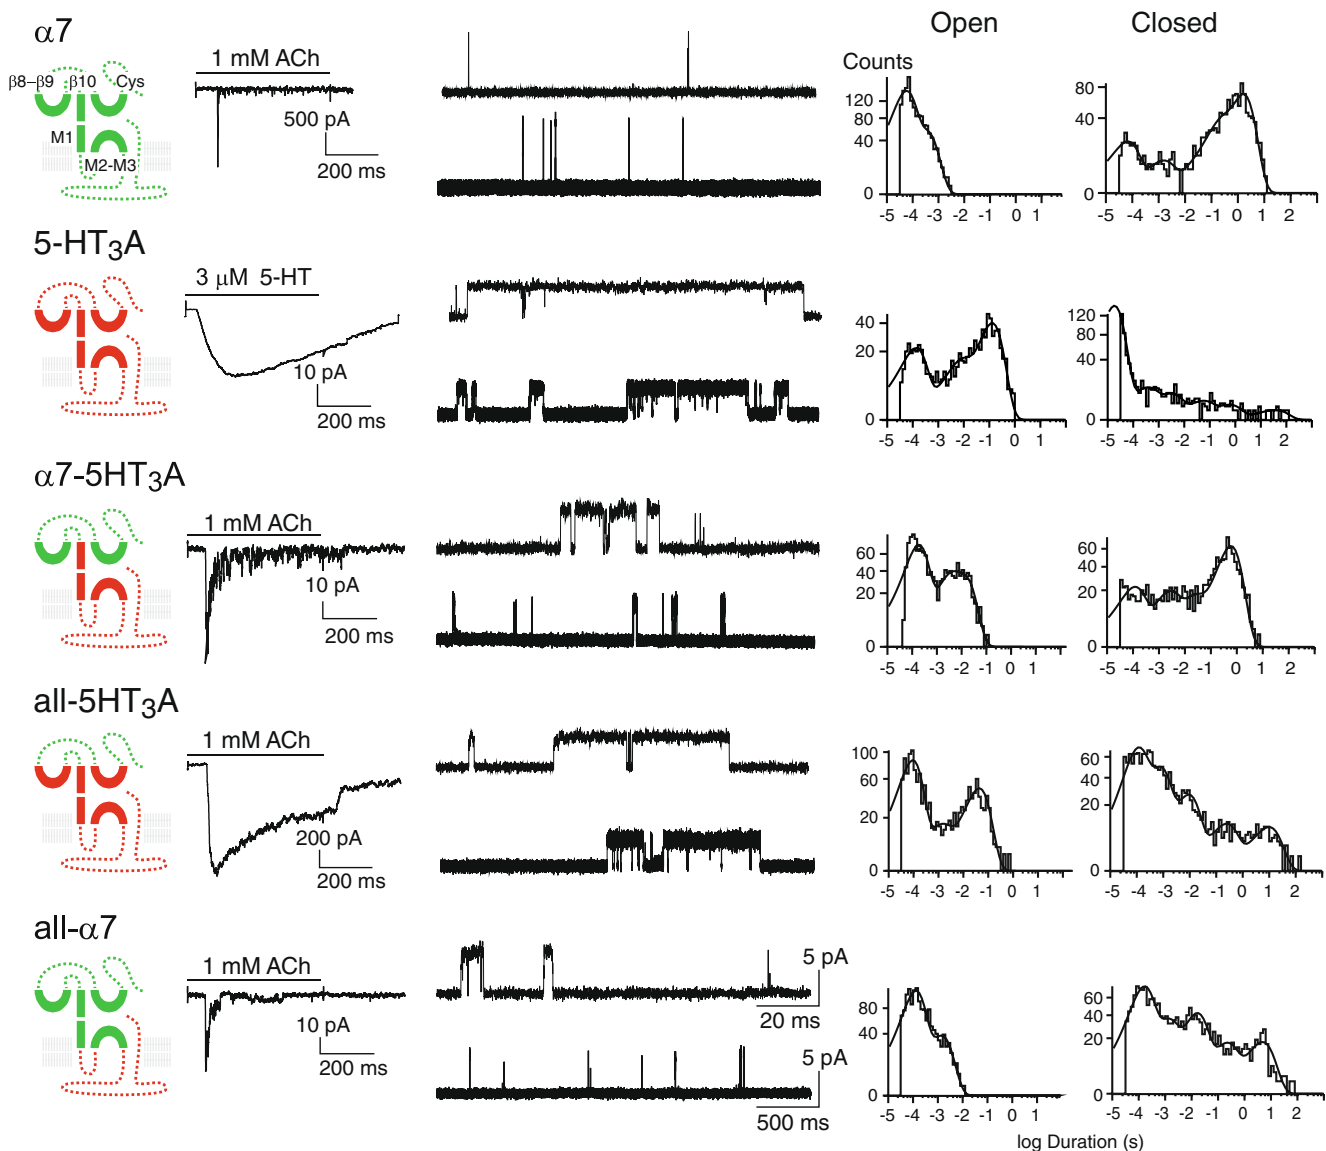 Open
Closed
α7
β8–β9
β10
Cys
M1
M2-M3
1 mM ACh
500 pA
200 ms
Counts
120
80
40
0
-5 -4 -3 -2 -1 0 1
80
40
0
-5 -4 -3 -2 -1 0 1 2
5-HT3A
3 μM 5-HT
10 pA
200 ms
40
20
0
-5 -4 -3 -2 -1 0 1
120
80
40
0
-5 -4 -3 -2 -1 0 1 2
α7-5HT3A
1 mM ACh
10 pA
200 ms
60
40
20
0
-5 -4 -3 -2 -1 0 1
60
40
20
0
-5 -4 -3 -2 -1 0 1 2
all-5HT3A
1 mM ACh
200 pA
200 ms
100
60
20
0
-5 -4 -3 -2 -1 0 1
60
40
20
0
-5 -4 -3 -2 -1 0 1 2
all-α7
1 mM ACh
10 pA
200 ms
5 pA
20 ms
5 pA
500 ms
80
40
0
-5 -4 -3 -2 -1 0 1
60
40
20
0
-5 -4 -3 -2 -1 0 1 2
log Duration (s)